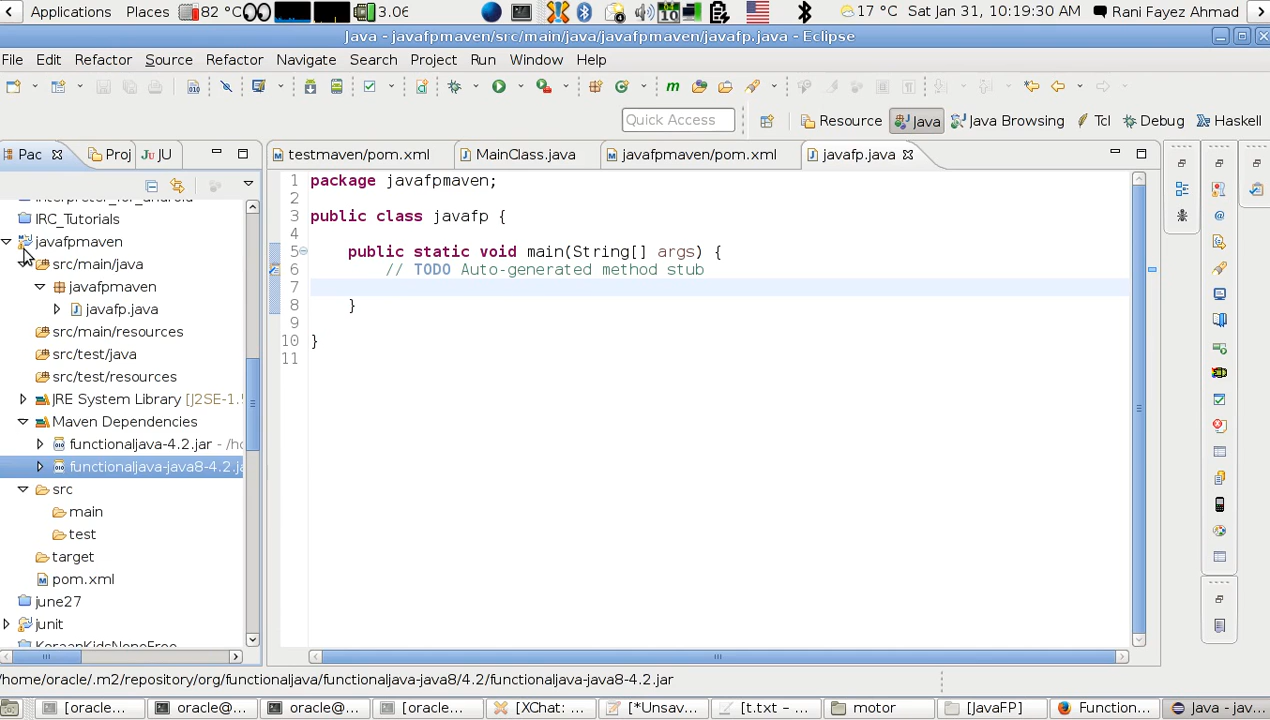 Applications Places 82 °C 3.06 10 17 °C Sat Jan 31, 10:19:30 AM Rani Fayez Ahmad
Java - javafpmaven/src/main/java/javafpmaven/javafp.java - Eclipse
File Edit Refactor Source Refactor Navigate Search Project Run Window Help
Quick Access Resource Java Java Browsing Tcl Debug Haskell
Pac Proj JU testmaven/pom.xml MainClass.java javafpmaven/pom.xml javafp.java
IRC_Tutorials
javafpmaven
src/main/java
javafpmaven
javafp.java
src/main/resources
src/test/java
src/test/resources
JRE System Library [J2SE-1.5
Maven Dependencies
functionaljava-4.2.jar - /ho
functionaljava-java8-4.2.ja
src
main
test
target
pom.xml
june27
junit
1 package javafpmaven;
2
3 public class javafp {
4
5 public static void main(String[] args) {
6 // TODO Auto-generated method stub
7
8 }
9
10 }
11
/home/oracle/.m2/repository/org/functionaljava/functionaljava-java8/4.2/functionaljava-java8-4.2.jar
[oracle... oracle@... oracle@... [oracle... [XChat: ... [*Unsav... [t.txt - ... motor [JavaFP] Function... Java - jav...